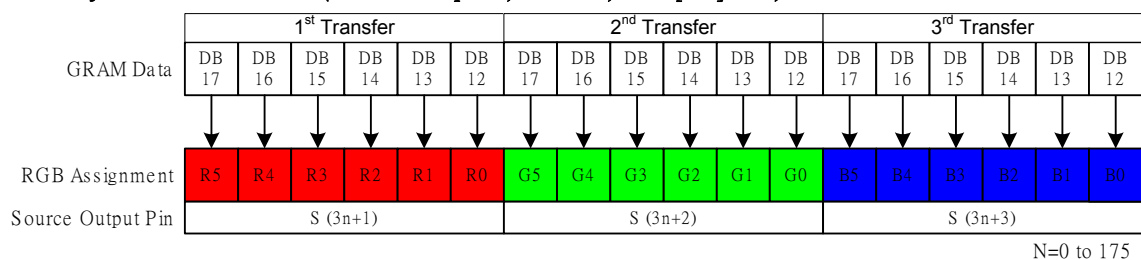 1st Transfer 2nd Transfer 3rd Transfer
GRAM Data DB 17 DB 16 DB 15 DB 14 DB 13 DB 12 DB 17 DB 16 DB 15 DB 14 DB 13 DB 12 DB 17 DB 16 DB 15 DB 14 DB 13 DB 12
RGB Assignment R5 R4 R3 R2 R1 R0 G5 G4 G3 G2 G1 G0 B5 B4 B3 B2 B1 B0
Source Output Pin S (3n+1) S (3n+2) S (3n+3)
N=0 to 175